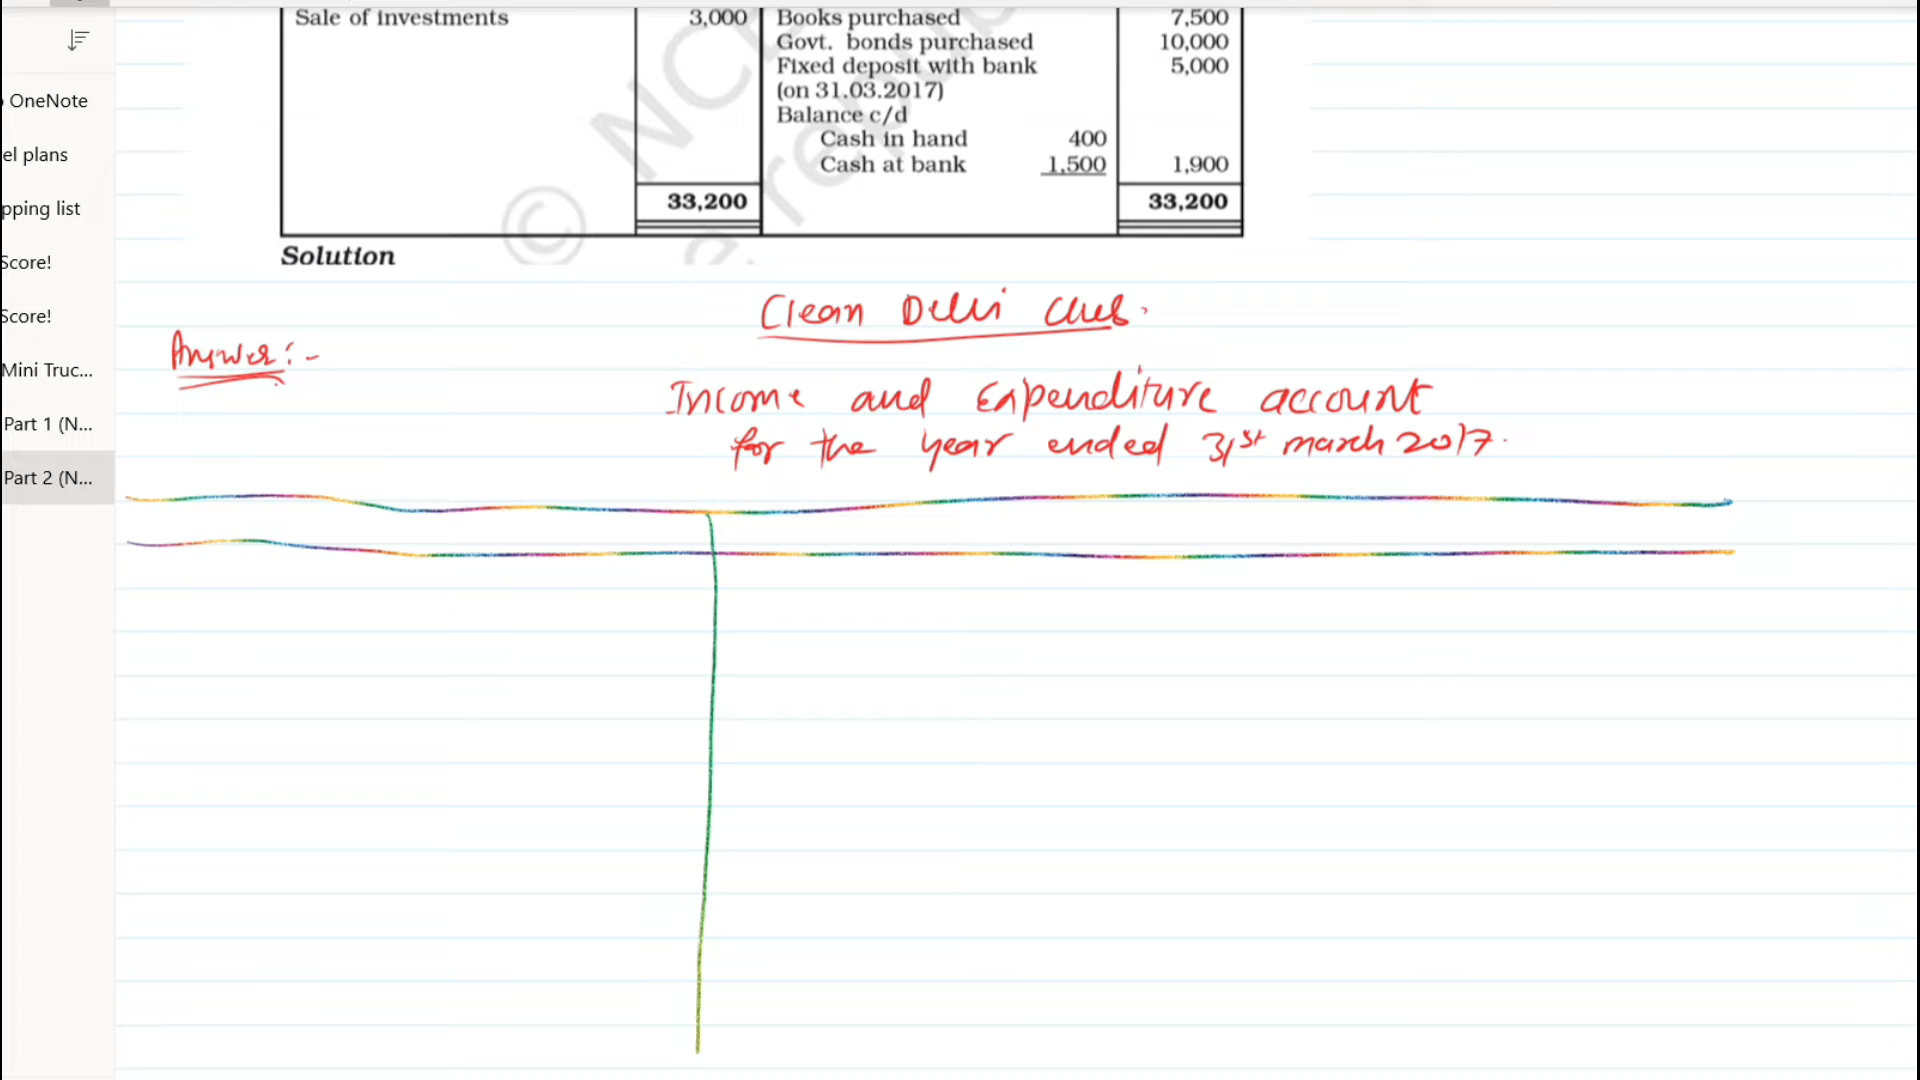 Sale of investments 3,000 Books purchased 7,500
Govt. bonds purchased 10,000
Fixed deposit with bank 5,000
(on 31.03.2017)
Balance c/d
Cash in hand 400
Cash at bank 1,500 1,900
33,200 33,200
Solution
OneNote
el plans
pping list
Score!
Score!
Mini Truc...
Part 1 (N...
Part 2 (N...
Clean Delhi Club.
Answer:-
Income and Expenditure account
for the year ended 31st march 2017.